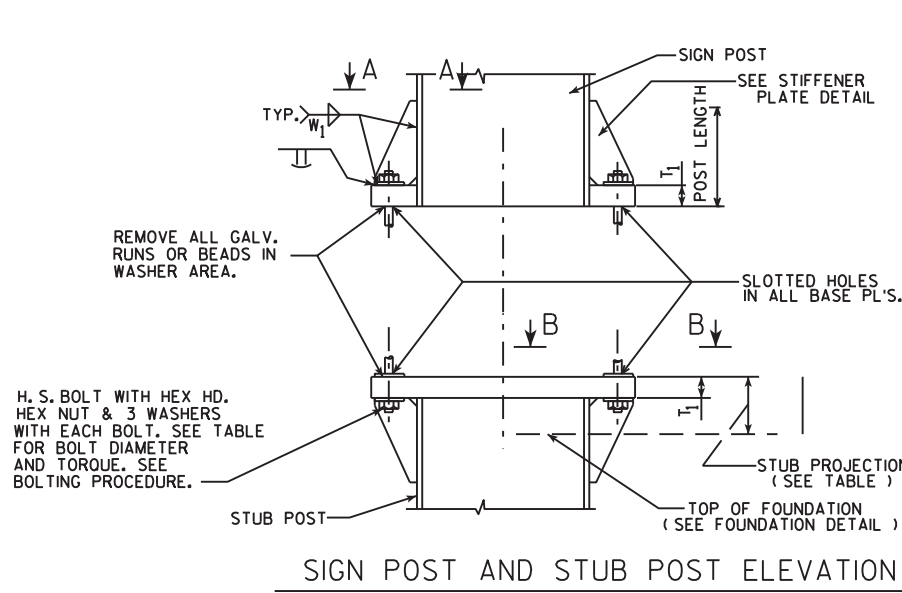 A
A
SIGN POST
SEE STIFFENER
PLATE DETAIL
TYP.
W1
POST LENGTH
T1
REMOVE ALL GALV.
RUNS OR BEADS IN
WASHER AREA.
SLOTTED HOLES
IN ALL BASE PL'S.
B
B
H.S. BOLT WITH HEX HD.
HEX NUT & 3 WASHERS
WITH EACH BOLT. SEE TABLE
FOR BOLT DIAMETER
AND TORQUE. SEE
BOLTING PROCEDURE.
T1
STUB PROJECTION
( SEE TABLE )
STUB POST
TOP OF FOUNDATION
( SEE FOUNDATION DETAIL )
SIGN POST AND STUB POST ELEVATION